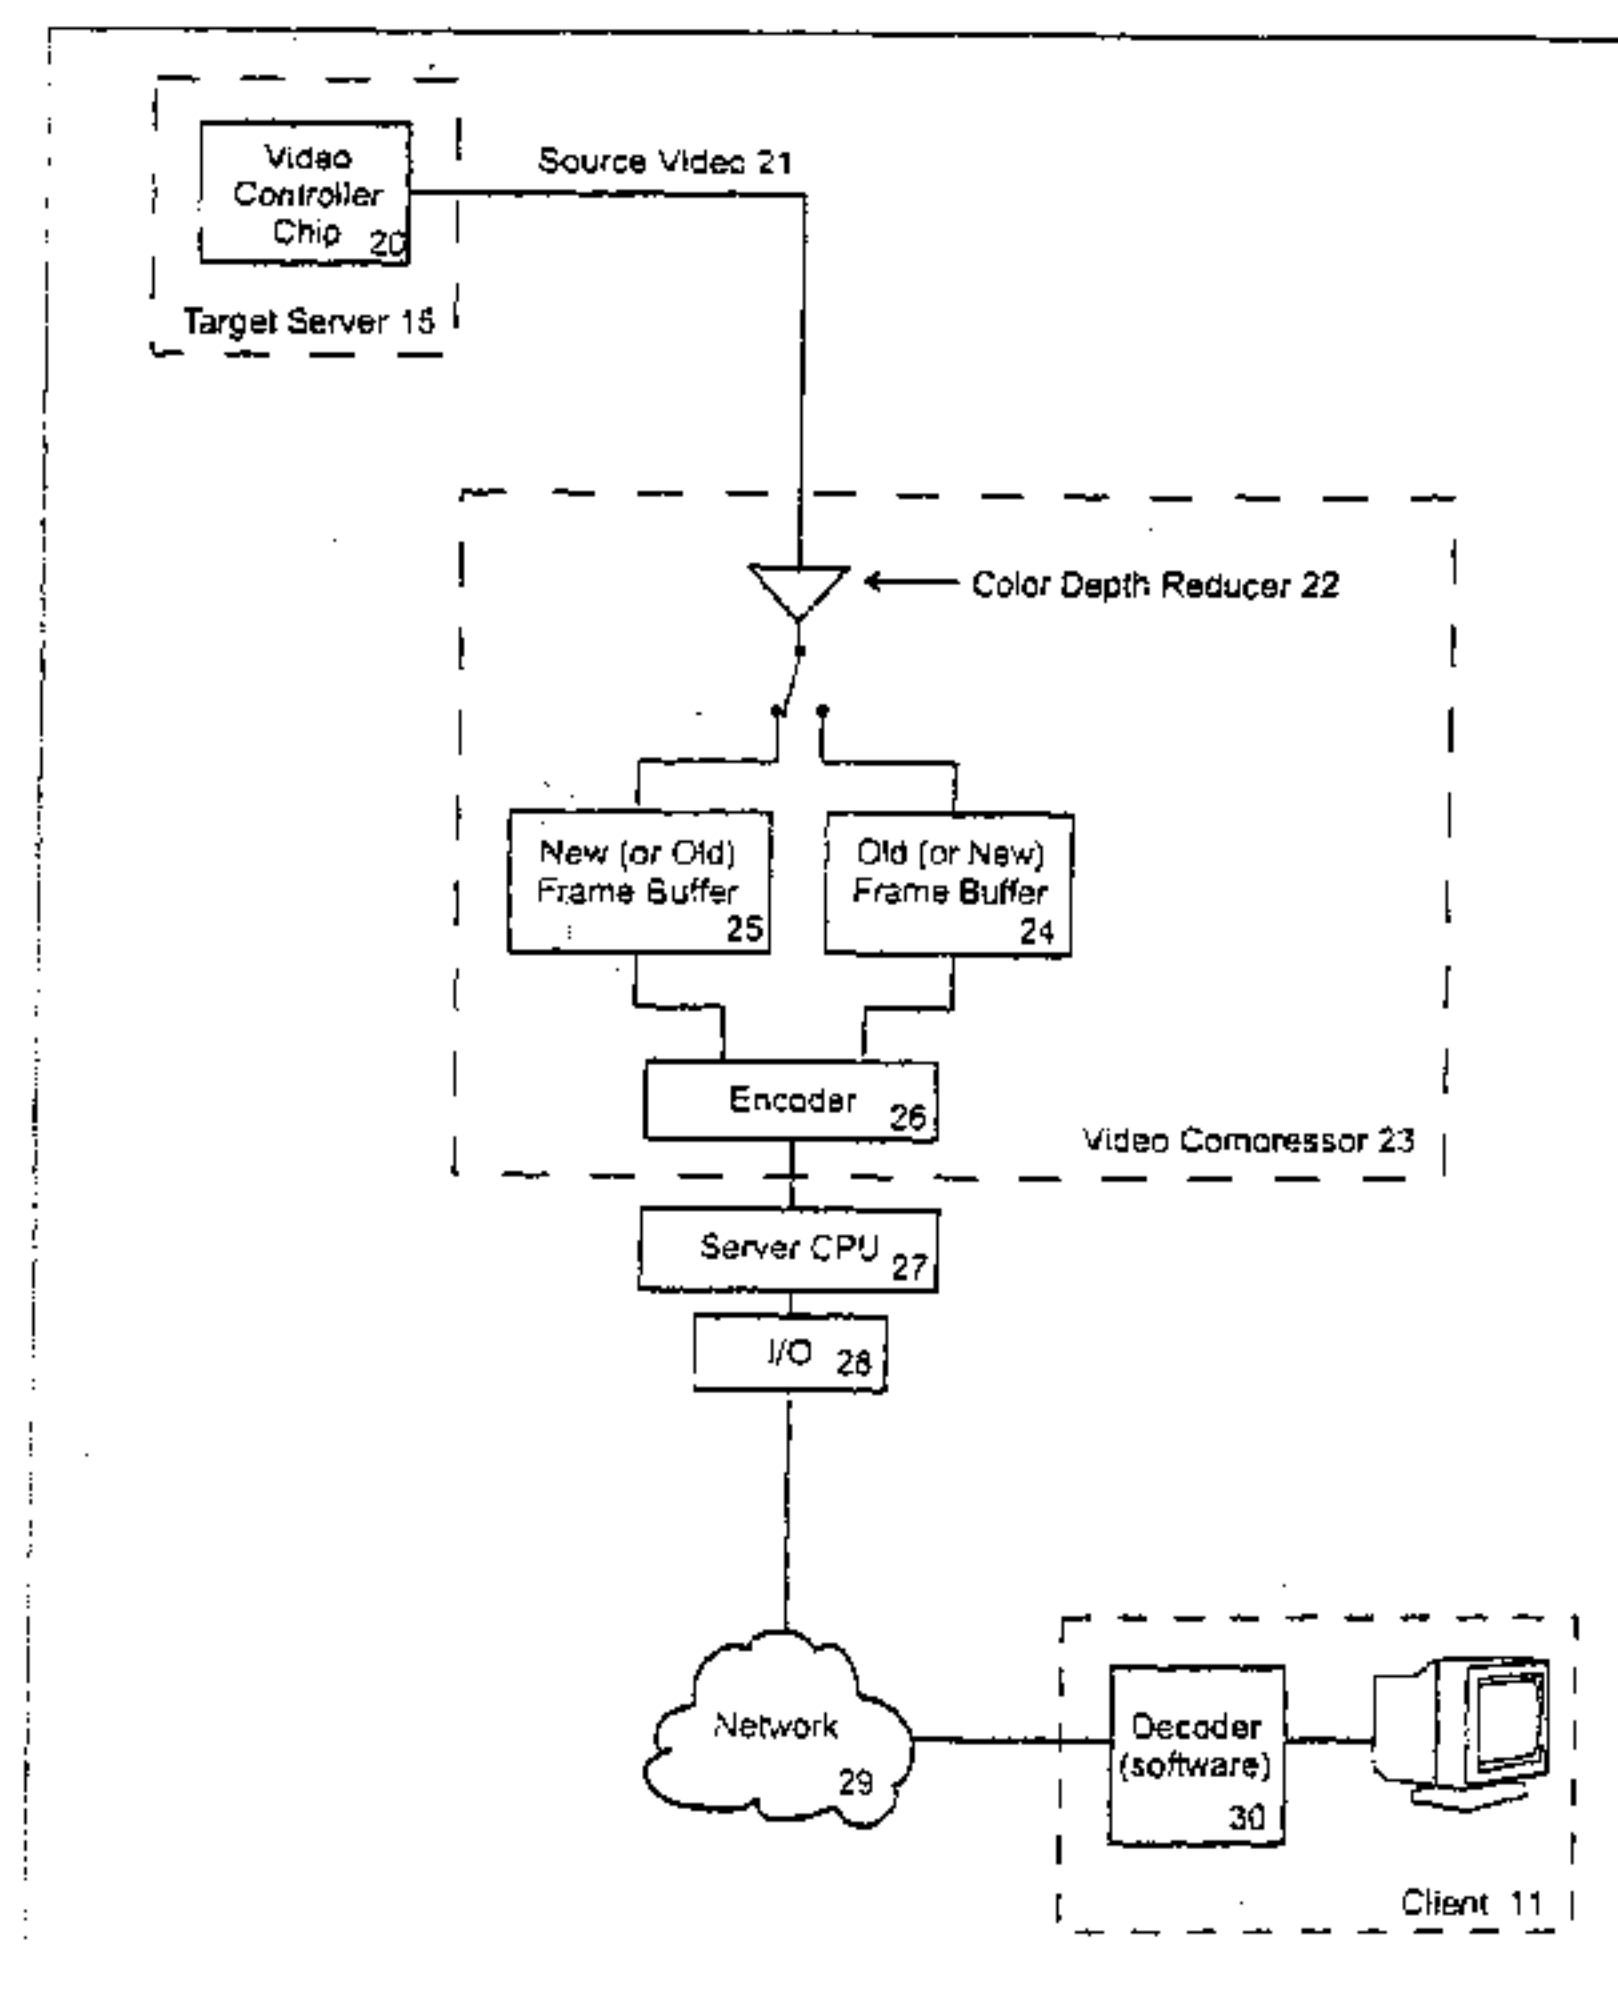 Video
Controller
Chip 20
Source Video 21
Target Server 15
Color Depth Reducer 22
New (or Old)
Frame Buffer
25
Old (or New)
Frame Buffer
24
Encoder 26
Video Compressor 23
Server CPU 27
I/O 28
Network
29
Decoder
(software)
30
Client 11